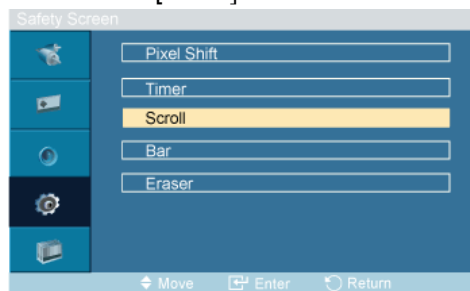 Safety Screen
Pixel Shift
Timer
Scroll
Bar
Eraser
Move Enter Return